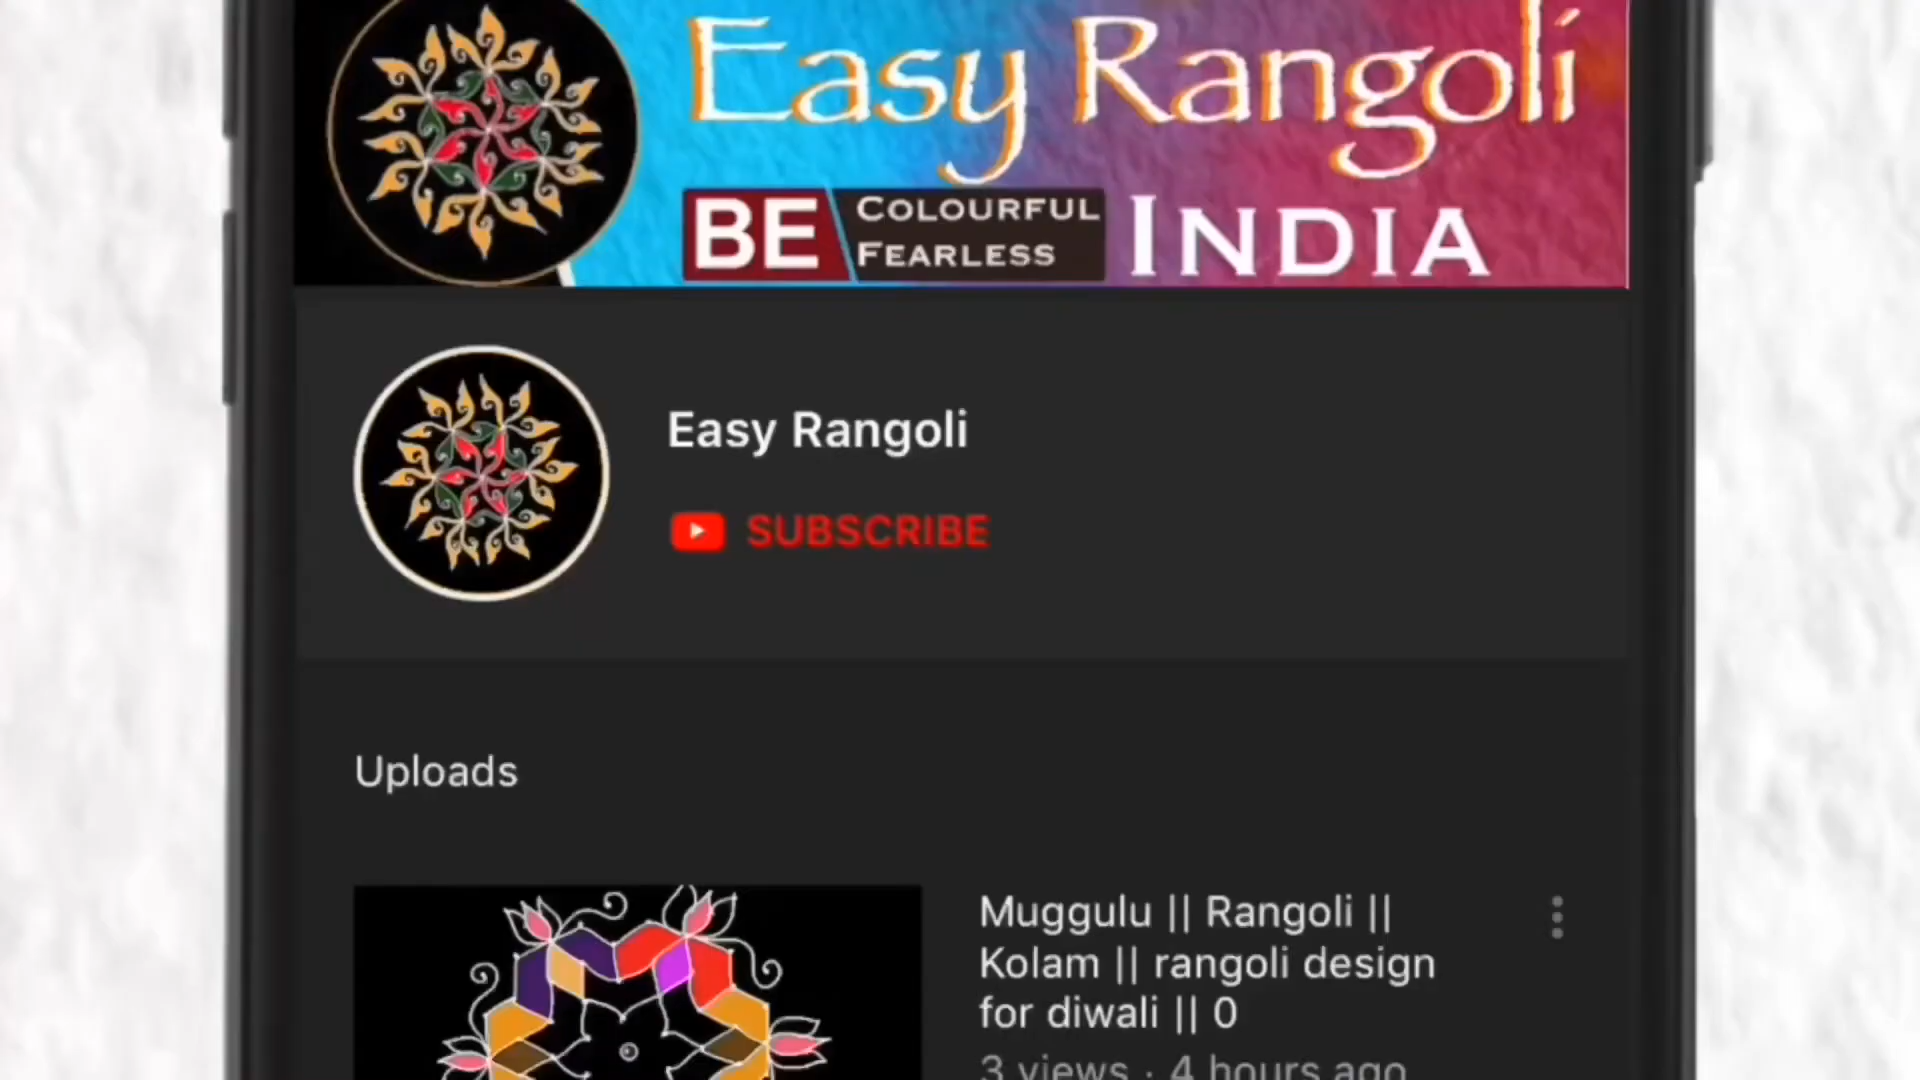 Easy Rangoli
BE COLOURFUL
FEARLESS
INDIA
Easy Rangoli
SUBSCRIBE
Uploads
Muggulu || Rangoli ||
Kolam || rangoli design
for diwali || 0
3 views · 4 hours ago